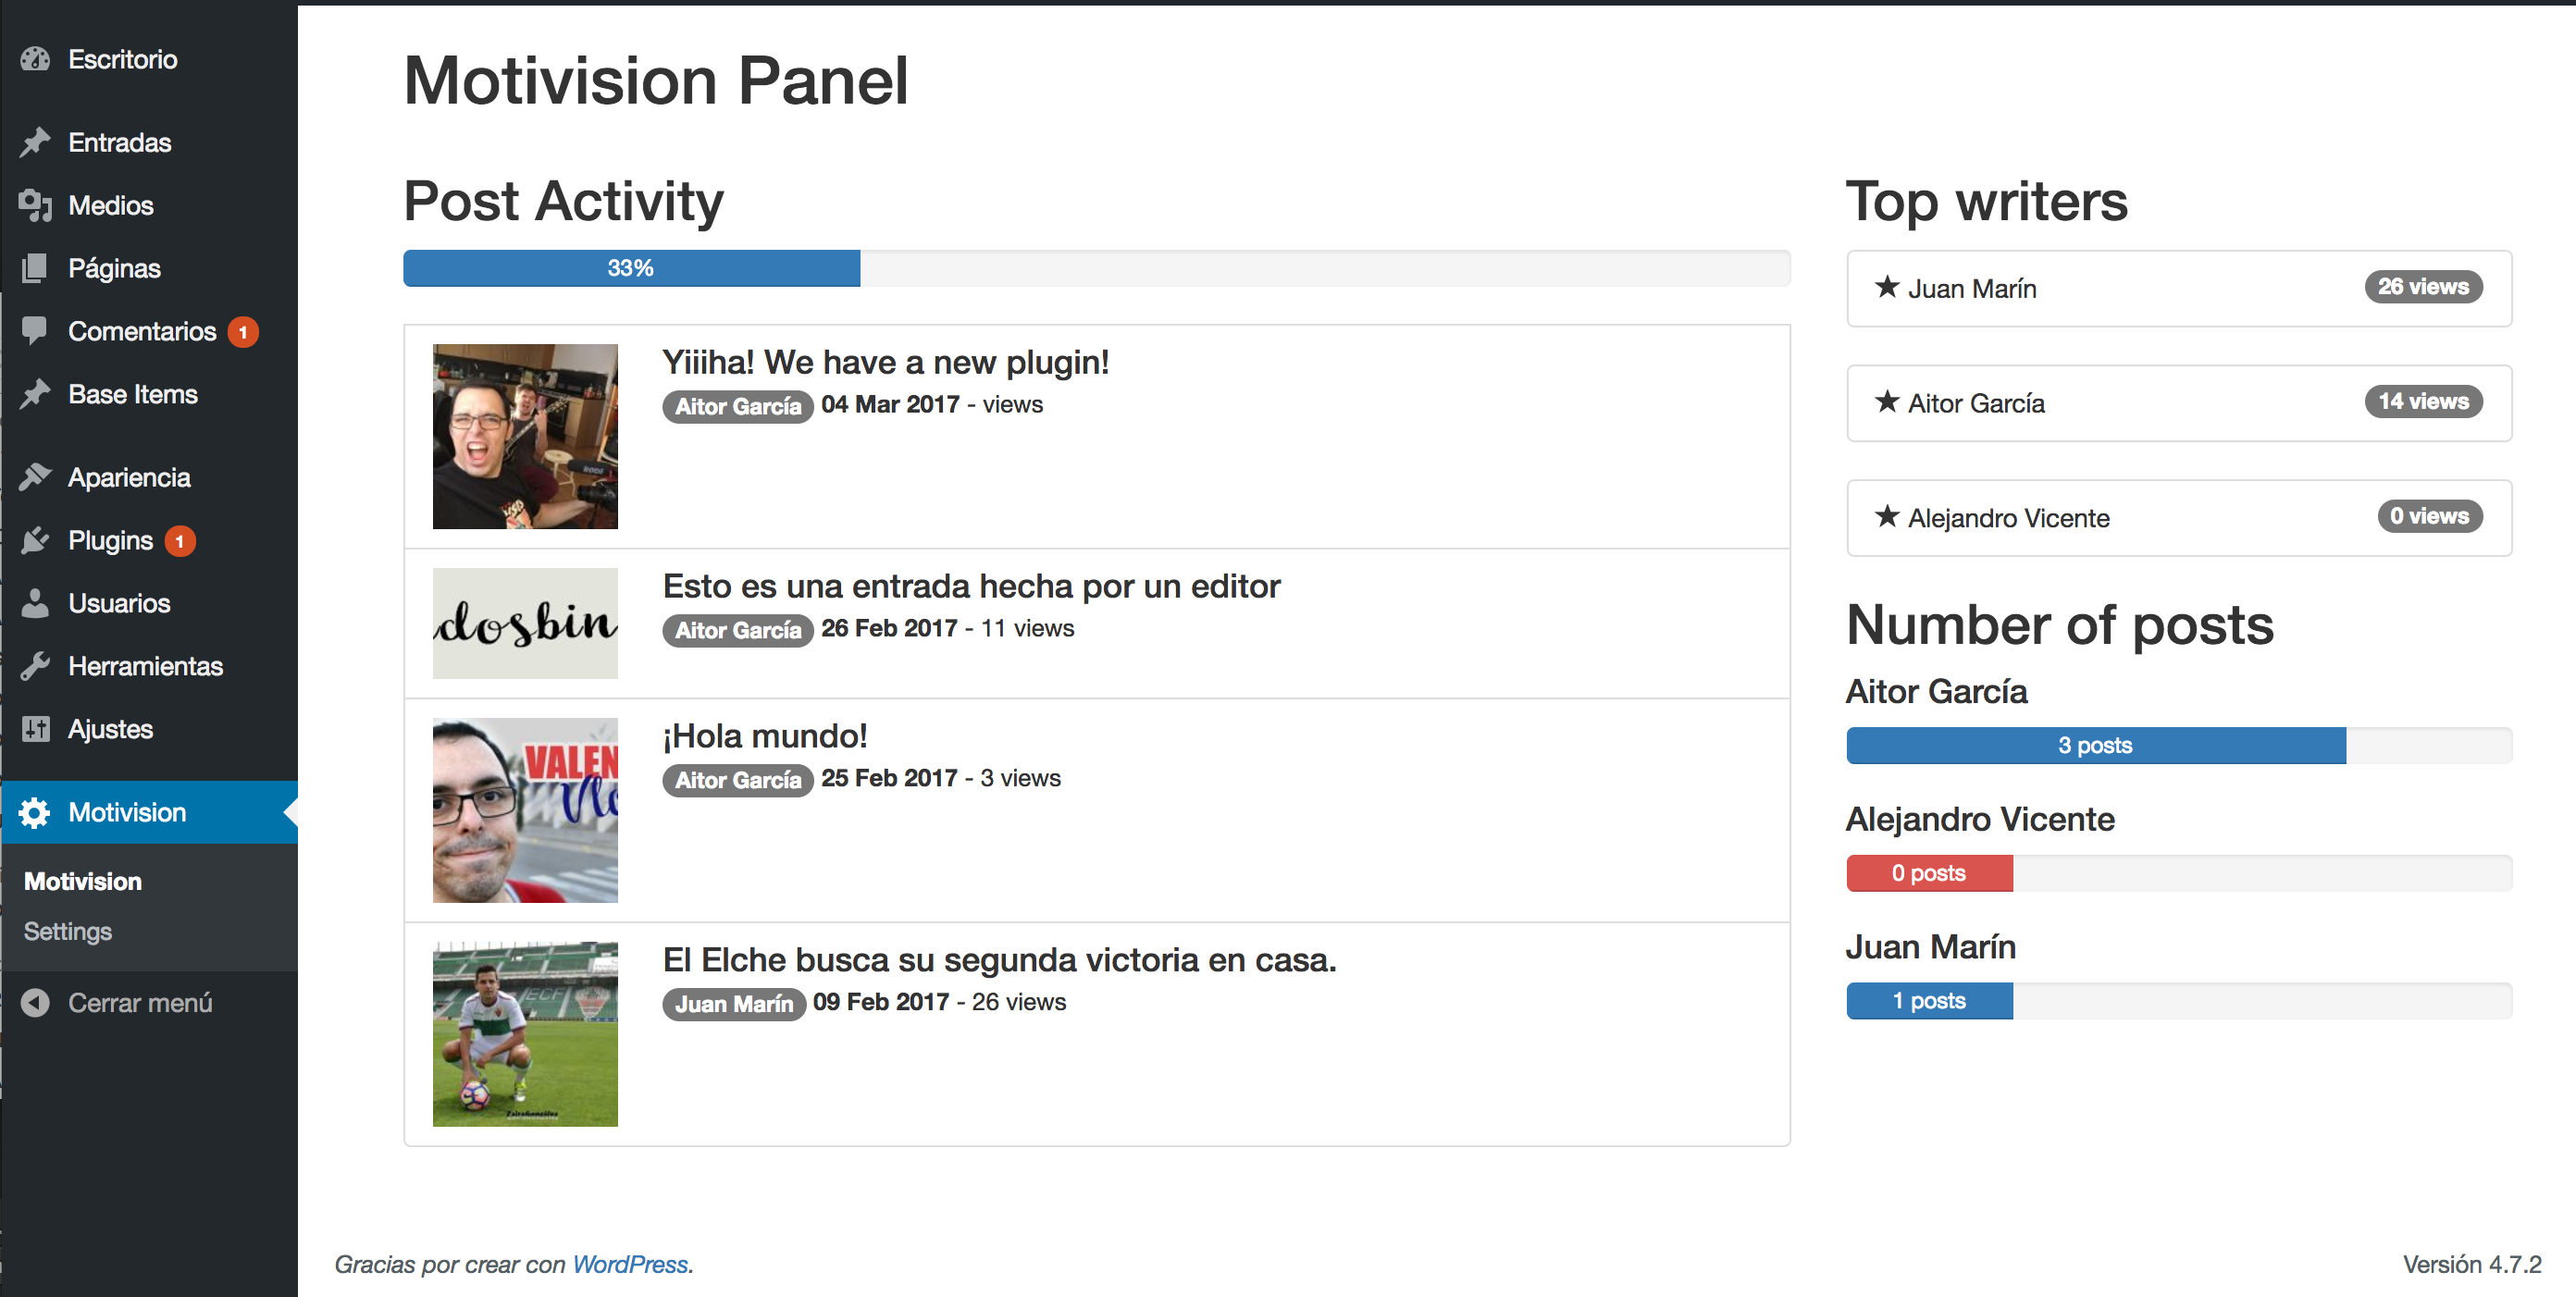 Escritorio
Entradas
Medios
Páginas
Comentarios 1
Base Items
Apariencia
Plugins 1
Usuarios
Herramientas
Ajustes
Motivision
Motivision
Settings
Cerrar menú
Motivision Panel
Post Activity
33%
Yiiiha! We have a new plugin!
Aitor García 04 Mar 2017 - views
Esto es una entrada hecha por un editor
dosbin
Aitor García 26 Feb 2017 - 11 views
¡Hola mundo!
VALEN
Vlo
Aitor García 25 Feb 2017 - 3 views
El Elche busca su segunda victoria en casa.
ECF
Juan Marín 09 Feb 2017 - 26 views
Top writers
★ Juan Marín 26 views
★ Aitor García 14 views
★ Alejandro Vicente 0 views
Number of posts
Aitor García
3 posts
Alejandro Vicente
0 posts
Juan Marín
1 posts
Gracias por crear con WordPress.
Versión 4.7.2